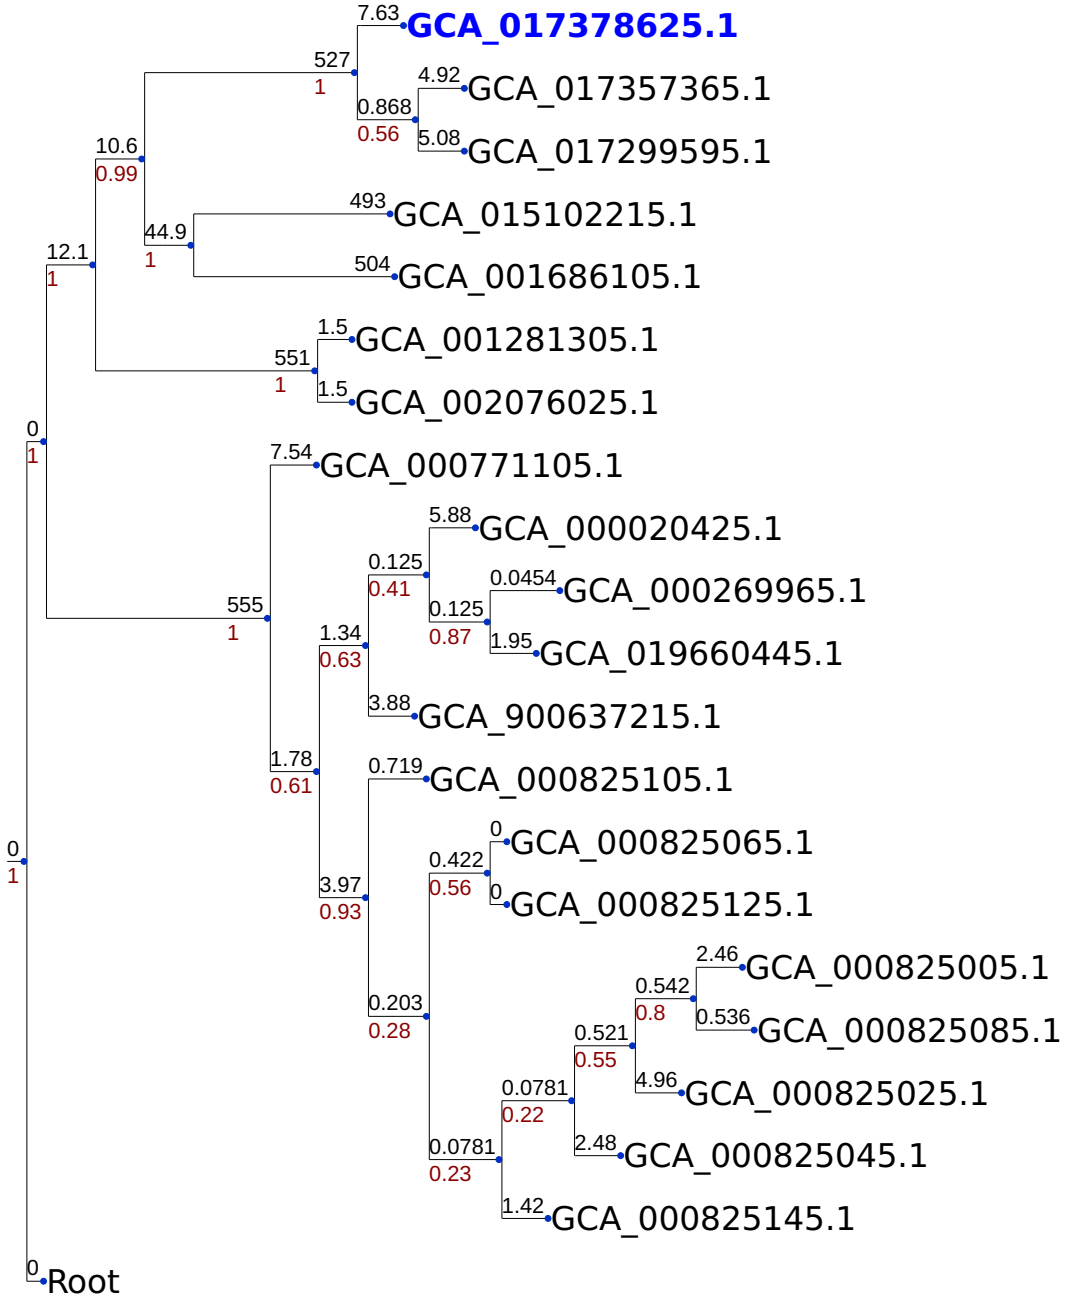 7.63
GCA_017378625.1
527
1
4.92
GCA_017357365.1
0.868
0.56
5.08
GCA_017299595.1
10.6
0.99
493
GCA_015102215.1
44.9
1
504
GCA_001686105.1
12.1
1
1.5
GCA_001281305.1
551
1
1.5
GCA_002076025.1
0
1
7.54
GCA_000771105.1
5.88
GCA_000020425.1
0.125
0.41
0.0454
GCA_000269965.1
0.125
0.87
1.95
GCA_019660445.1
555
1
1.34
0.63
3.88
GCA_900637215.1
1.78
0.61
0.719
GCA_000825105.1
0
GCA_000825065.1
0.422
0.56
0
GCA_000825125.1
3.97
0.93
0
1
2.46
GCA_000825005.1
0.542
0.8
0.536
GCA_000825085.1
0.203
0.28
0.521
0.55
4.96
GCA_000825025.1
0.0781
0.22
2.48
GCA_000825045.1
0.0781
0.23
1.42
GCA_000825145.1
0
Root